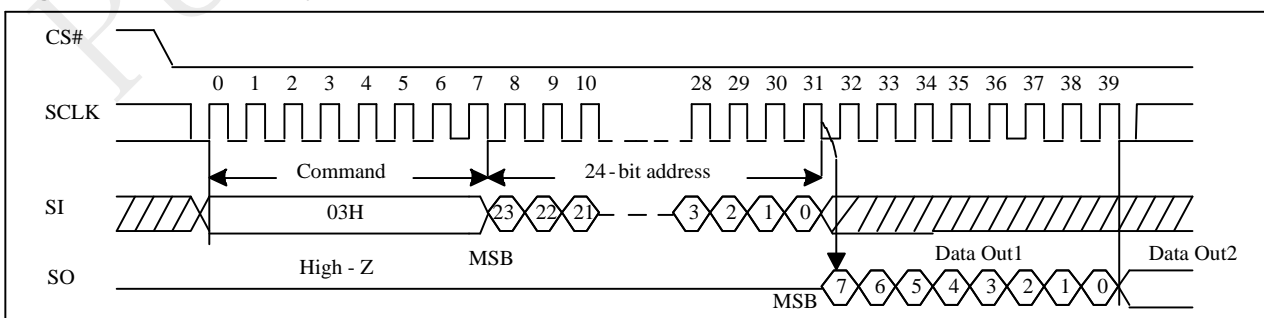 CS#
0 1 2 3 4 5 6 7 8 9 10 28 29 30 31 32 33 34 35 36 37 38 39
SCLK
Command 24-bit address
SI 03H 23 22 21 3 2 1 0
High - Z MSB Data Out1 Data Out2
SO MSB 7 6 5 4 3 2 1 0